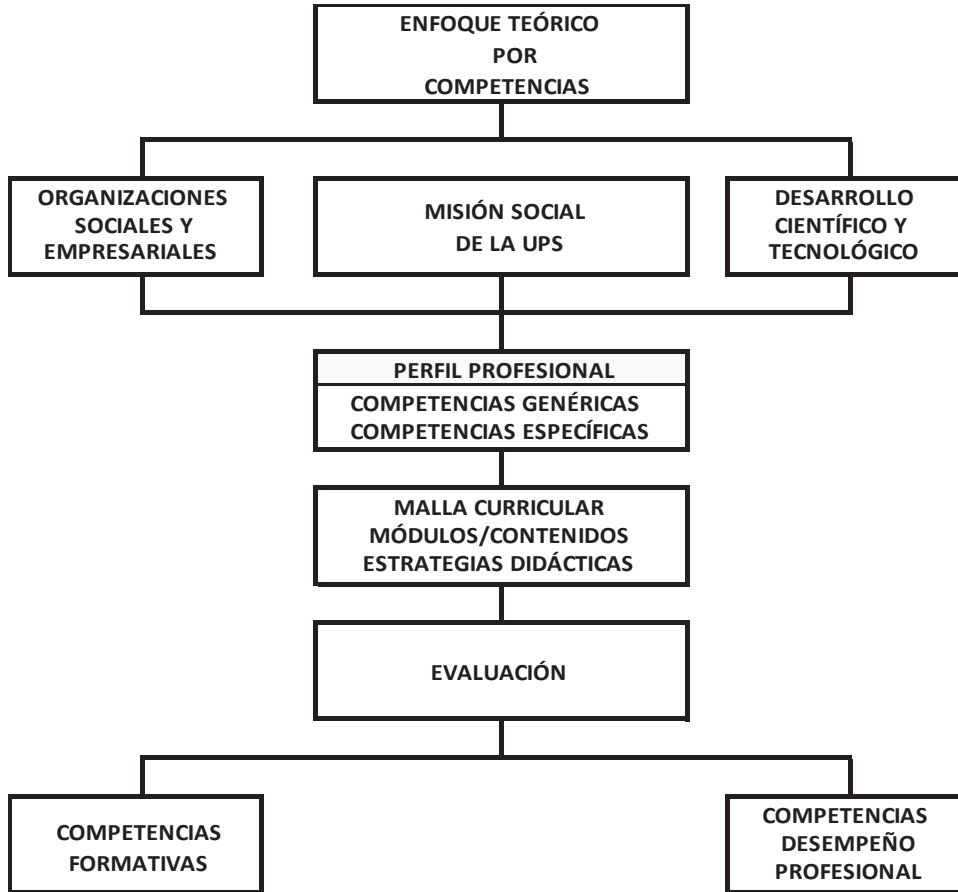 ENFOQUE TEÓRICO
POR
COMPETENCIAS
ORGANIZACIONES
SOCIALES Y
EMPRESARIALES
MISIÓN SOCIAL
DE LA UPS
DESARROLLO
CIENTÍFICO Y
TECNOLÓGICO
PERFIL PROFESIONAL
COMPETENCIAS GENÉRICAS
COMPETENCIAS ESPECÍFICAS
MALLA CURRICULAR
MÓDULOS/CONTENIDOS
ESTRATEGIAS DIDÁCTICAS
EVALUACIÓN
COMPETENCIAS
FORMATIVAS
COMPETENCIAS
DESEMPEÑO
PROFESIONAL